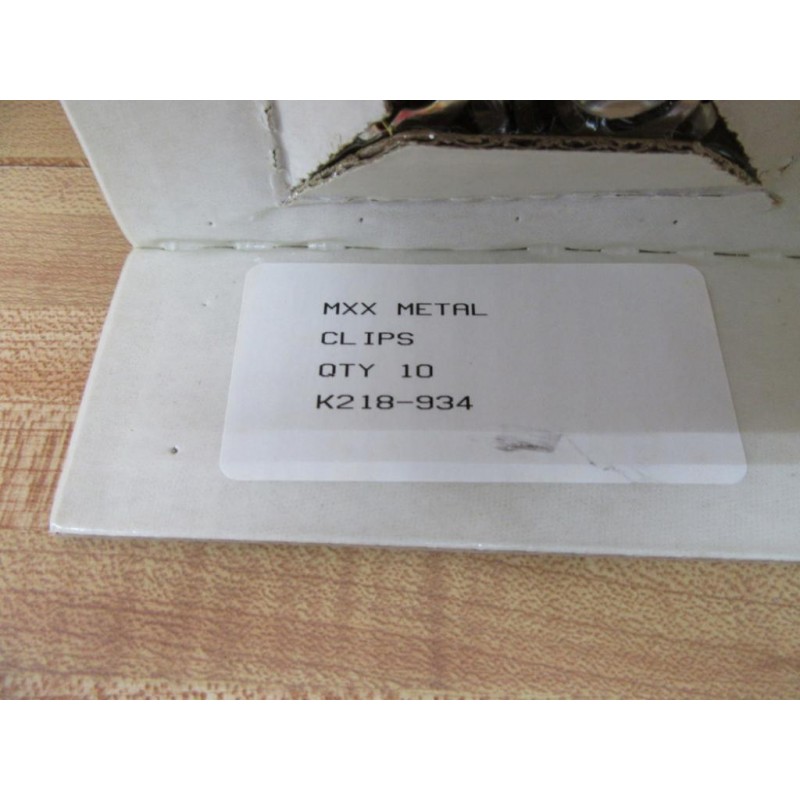 MXX METAL
CLIPS
QTY 10
K218-934